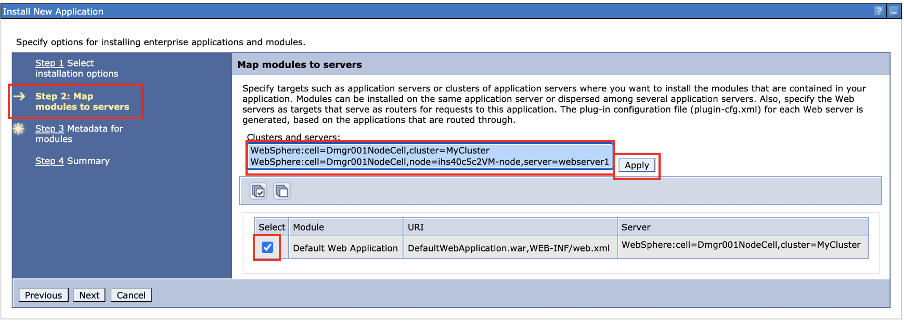 Install New Application
?
Specify options for installing enterprise applications and modules.
Step 1 Select
installation options
Step 2: Map
modules to servers
Step 3 Metadata for
modules
Step 4 Summary
Map modules to servers
Specify targets such as application servers or clusters of application servers where you want to install the modules that are contained in your
application. Modules can be installed on the same application server or dispersed among several application servers. Also, specify the Web
servers as targets that serve as routers for requests to this application. The plug-in configuration file (plugin-cfg.xml) for each Web server is
generated, based on the applications that are routed through.
Clusters and servers:
WebSphere:cell=Dmgr001NodeCell,cluster=MyCluster
WebSphere:cell=Dmgr001NodeCell,node=ihs40c5c2VM-node,server=webserver1
Apply
Select Module URI Server
Default Web Application DefaultWebApplication.war,WEB-INF/web.xml WebSphere:cell=Dmgr001NodeCell,cluster=MyCluster
Previous Next Cancel